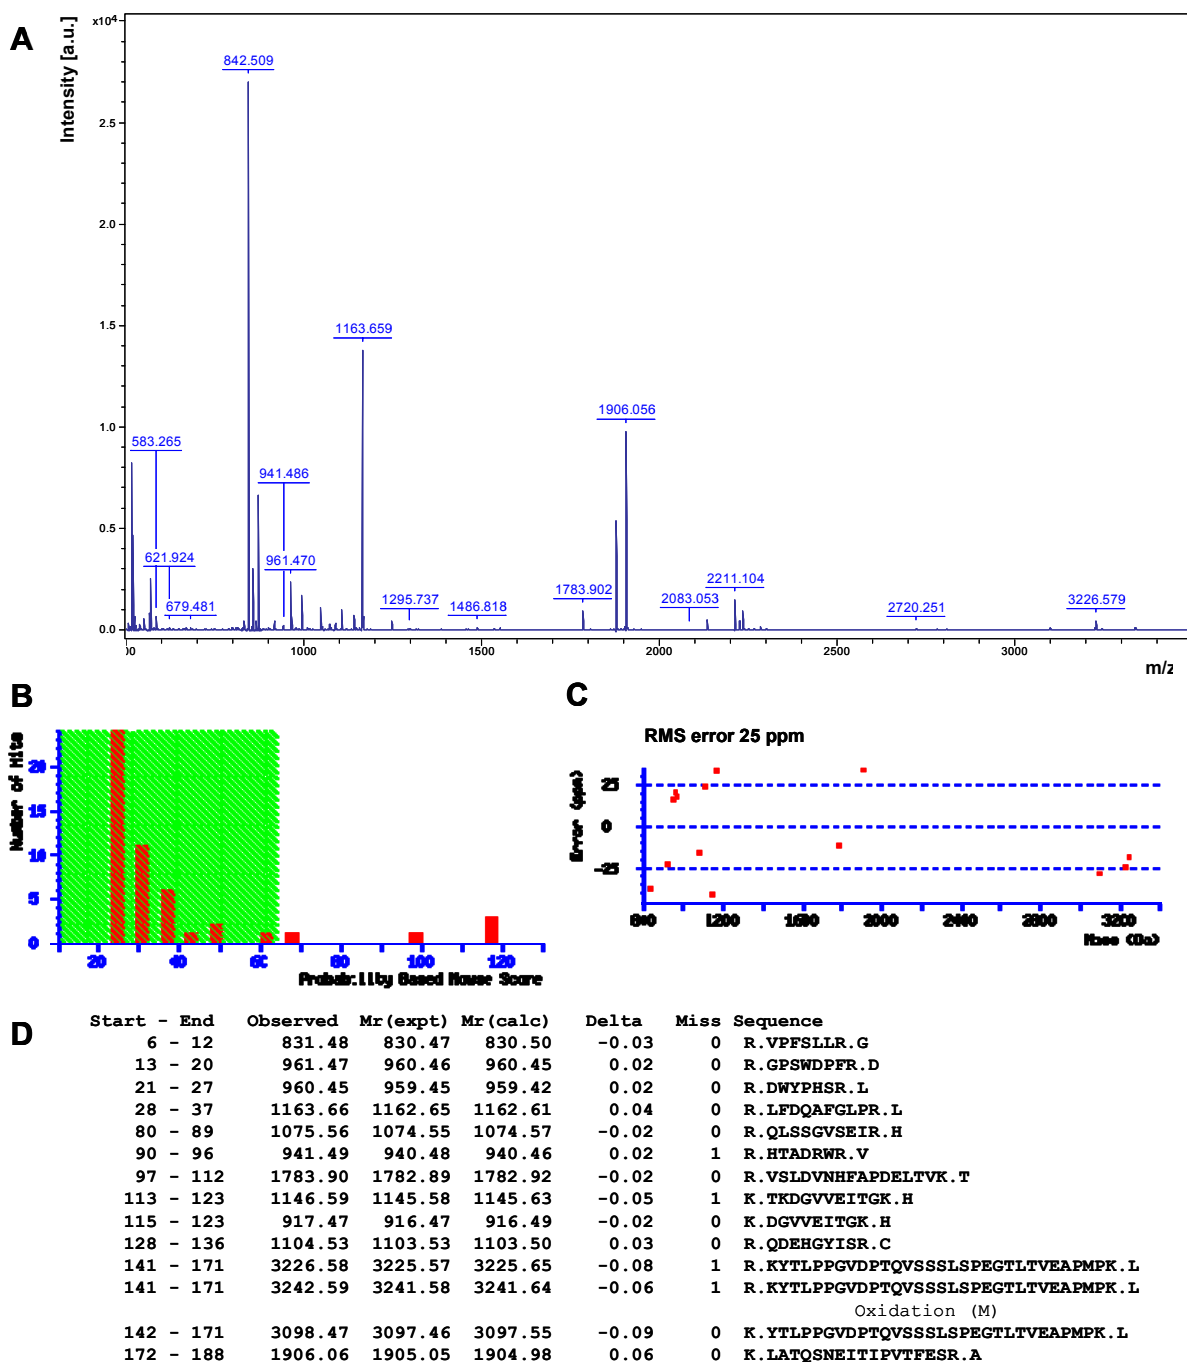 A
Intensity [a.u.]
x10⁴
2.5
2.0
1.5
1.0
0.5
0.0
842.509
1163.659
1906.056
583.265
941.486
621.924
961.470
679.481
1295.737
1486.818
1783.902
2083.053
2211.104
2720.251
3226.579
1000
1500
2000
2500
3000
m/z
B
Number of Hits
20
15
10
5
0
20
40
60
80
100
120
Probability Based Mowse Score
C
RMS error 25 ppm
Error (ppm)
25
0
-25
800
1200
1600
2000
2400
2800
3200
Mass (Da)
D
Start - End Observed Mr(expt) Mr(calc) Delta Miss Sequence
6 - 12 831.48 830.47 830.50 -0.03 0 R.VPFSLLR.G
13 - 20 961.47 960.46 960.45 0.02 0 R.GPSWDPFR.D
21 - 27 960.45 959.45 959.42 0.02 0 R.DWYPHSR.L
28 - 37 1163.66 1162.65 1162.61 0.04 0 R.LFDQAFGLPR.L
80 - 89 1075.56 1074.55 1074.57 -0.02 0 R.QLSSGVSEIR.H
90 - 96 941.49 940.48 940.46 0.02 1 R.HTADRWR.V
97 - 112 1783.90 1782.89 1782.92 -0.02 0 R.VSLDVNHFAPDELTVK.T
113 - 123 1146.59 1145.58 1145.63 -0.05 1 K.TKDGVVEITGK.H
115 - 123 917.47 916.47 916.49 -0.02 0 K.DGVVEITGK.H
128 - 136 1104.53 1103.53 1103.50 0.03 0 R.QDEHGYISR.C
141 - 171 3226.58 3225.57 3225.65 -0.08 1 R.KYTLPPGVDPTQVSSSLSPEGTLTVEAPMPK.L
141 - 171 3242.59 3241.58 3241.64 -0.06 1 R.KYTLPPGVDPTQVSSSLSPEGTLTVEAPMPK.L
Oxidation (M)
142 - 171 3098.47 3097.46 3097.55 -0.09 0 K.YTLPPGVDPTQVSSSLSPEGTLTVEAPMPK.L
172 - 188 1906.06 1905.05 1904.98 0.06 0 K.LATQSNEITIPVTFESR.A